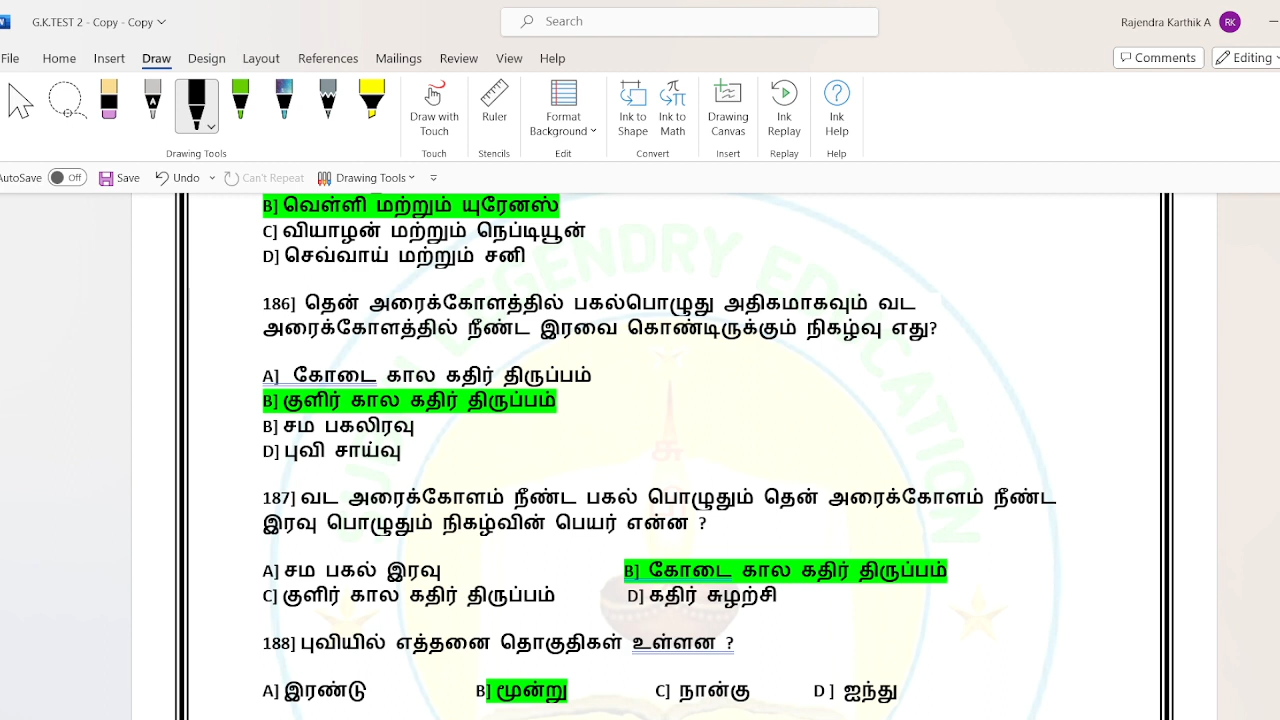 G.K.TEST 2 - Copy - Copy
Search
Rajendra Karthik A RK
File Home Insert Draw Design Layout References Mailings Review View Help
Comments Editing
Draw with Touch
Ruler
Format Background
Ink to Shape
Ink to Math
Drawing Canvas
Ink Replay
Ink Help
Drawing Tools Touch Stencils Edit Convert Insert Replay Help
AutoSave Off Save Undo Can't Repeat Drawing Tools
B] வெள்ளி மற்றும் யுரேனஸ்
C] வியாழன் மற்றும் நெப்டியூன்
D] செவ்வாய் மற்றும் சனி
186] தென் அரைக்கோளத்தில் பகல்பொழுது அதிகமாகவும் வட
அரைக்கோளத்தில் நீண்ட இரவை கொண்டிருக்கும் நிகழ்வு எது?
A] கோடை கால கதிர் திருப்பம்
B] குளிர் கால கதிர் திருப்பம்
B] சம பகலிரவு
D] புவி சாய்வு
187] வட அரைக்கோளம் நீண்ட பகல் பொழுதும் தென் அரைக்கோளம் நீண்ட
இரவு பொழுதும் நிகழ்வின் பெயர் என்ன ?
A] சம பகல் இரவு B] கோடை கால கதிர் திருப்பம்
C] குளிர் கால கதிர் திருப்பம் D] கதிர் சுழற்சி
188] புவியில் எத்தனை தொகுதிகள் உள்ளன ?
A] இரண்டு B] மூன்று C] நான்கு D ] ஐந்து